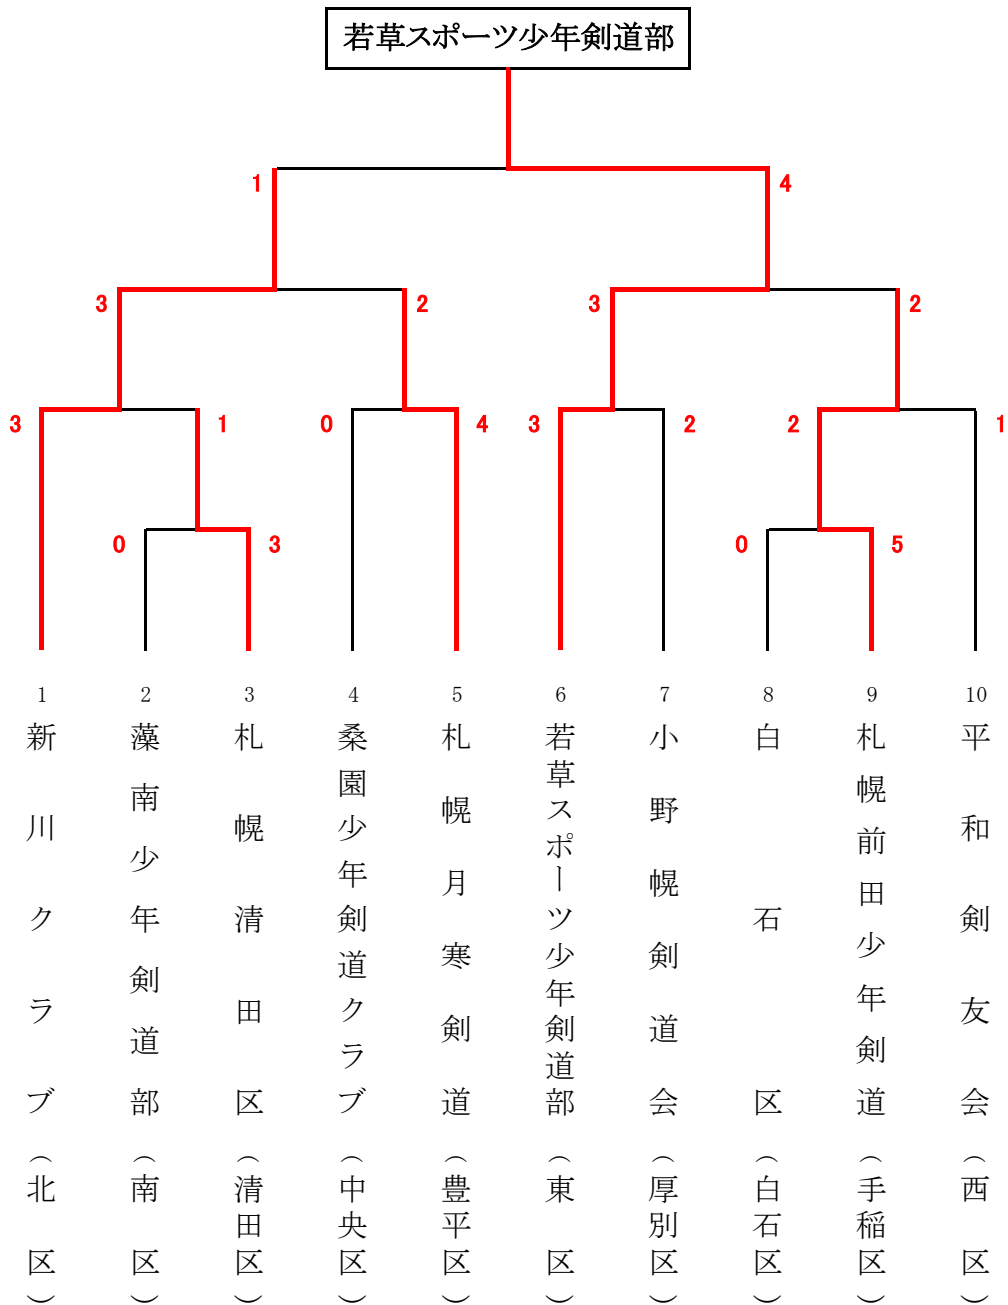 若草スポーツ少年剣道部
1 4
3 2 3 2
3 1 0 4 3 2 2 1
0 3 0 5
1 2 3 4 5 6 7 8 9 10
新川クラブ(北区)
藻南少年剣道部(南区)
札幌清田区(清田区)
桑園少年剣道クラブ(中央区)
札幌月寒剣道(豊平区)
若草スポーツ少年剣道部(東区)
小野幌剣道会(厚別区)
白石区(白石区)
札幌前田少年剣道(手稲区)
平和剣友会(西区)